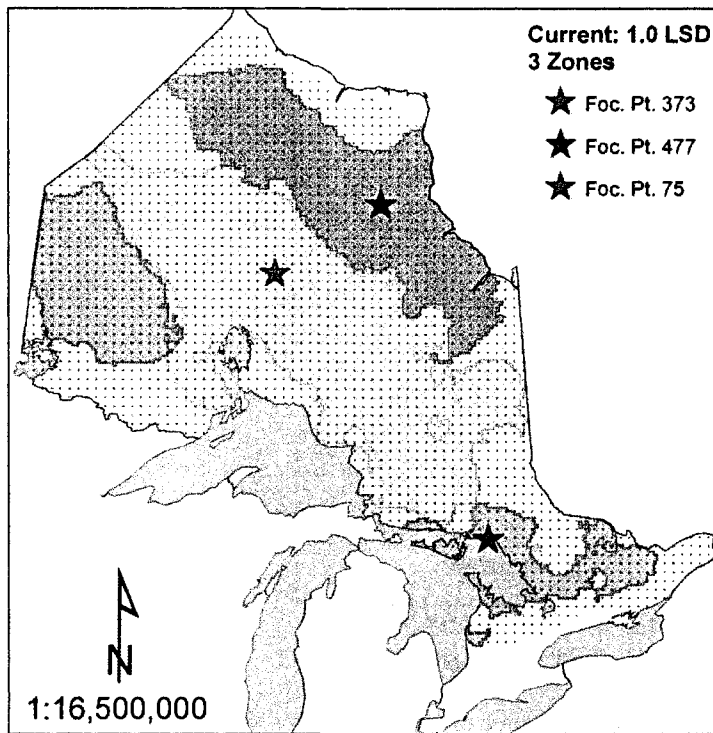 Current: 1.0 LSD
3 Zones
Foc. Pt. 373
Foc. Pt. 477
Foc. Pt. 75
N
1:16,500,000